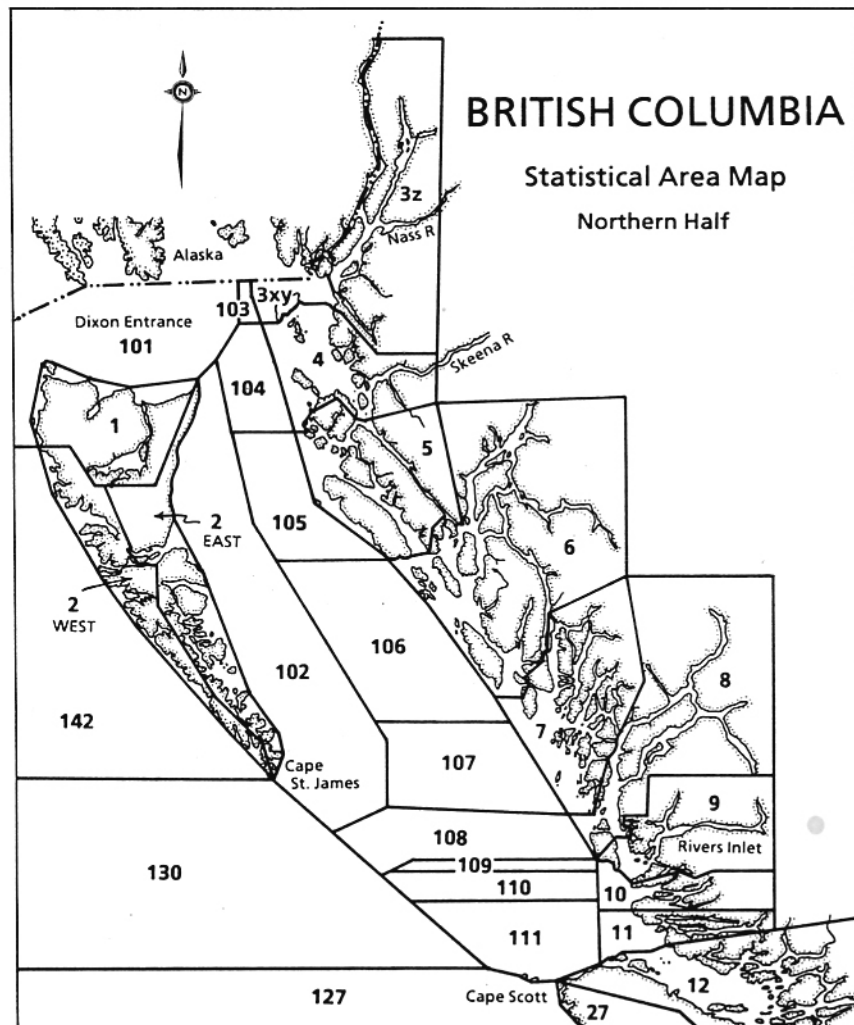 BRITISH COLUMBIA
Statistical Area Map
Northern Half
N
3z
Nass R
Alaska
3xy
103
Dixon Entrance
101
4
Skeena R
104
1
5
105
2
EAST
6
2
WEST
106
102
8
142
7
107
Cape
St. James
9
108
Rivers Inlet
109
130
110
10
111
11
12
127
Cape Scott
27